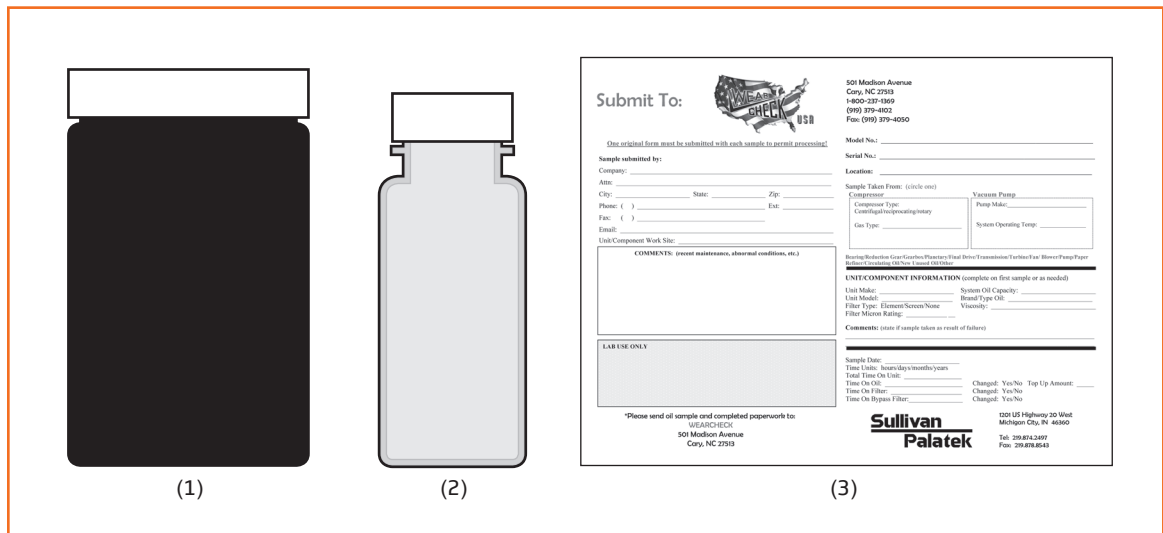 Submit To:
WEAR
CHECK
USA
One original form must be submitted with each sample to permit processing!
Sample submitted by:
Company:
Attn:
City: State: Zip:
Phone: ( ) Ext:
Fax: ( )
Email:
Unit/Component Work Site:
COMMENTS: (recent maintenance, abnormal conditions, etc.)
LAB USE ONLY
*Please send oil sample and completed paperwork to:
WEARCHECK
501 Madison Avenue
Cary, NC 27513
501 Madison Avenue
Cary, NC 27513
1-800-237-1369
(919) 379-4102
Fax: (919) 379-4050
Model No.:
Serial No.:
Location:
Sample Taken From: (circle one)
Compressor Vacuum Pump
Compressor Type: Pump Make:
Centifugal/reciprocating/rotary
Gas Type: System Operating Temp:
Bearing/Reduction Gear/Gearbox/Planetary/Final Drive/Transmission/Turbine/Fan/ Blower/Pump/Paper
Refiner/Circulating Oil/New Unused Oil/Other
UNIT/COMPONENT INFORMATION (complete on first sample or as needed)
Unit Make: System Oil Capacity:
Unit Model: Brand/Type Oil:
Filter Type: Element/Screen/None Viscosity:
Filter Micron Rating:
Comments: (state if sample taken as result of failure)
Sample Date:
Time Units: hours/days/months/years
Total Time On Unit:
Time On Oil: Changed: Yes/No Top Up Amount:
Time On Filter: Changed: Yes/No
Time On Bypass Filter: Changed: Yes/No
Sullivan
Palatek
1201 US Highway 20 West
Michigan City, IN 46360
Tel: 219.874.2497
Fax: 219.878.8543
(1) (2) (3)